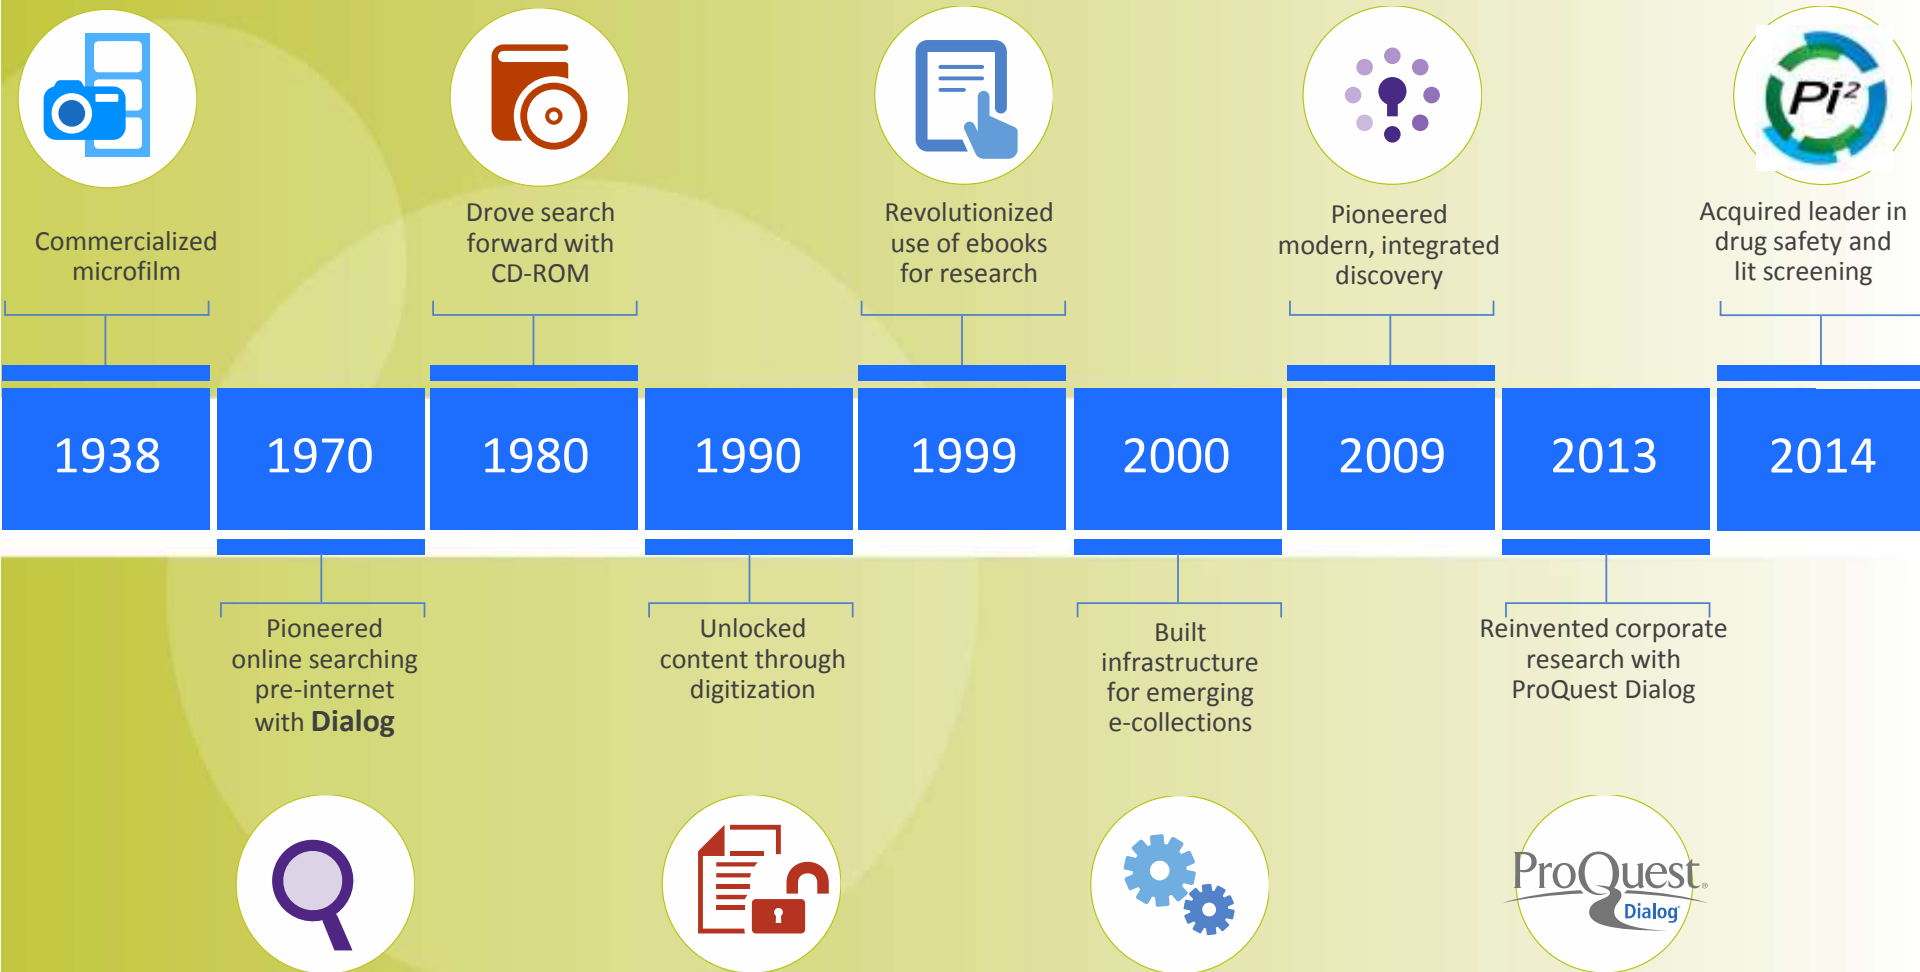 Pi²
Commercialized
microfilm
Drove search
forward with
CD-ROM
Revolutionized
use of ebooks
for research
Pioneered
modern, integrated
discovery
Acquired leader in
drug safety and
lit screening
1938
1970
1980
1990
1999
2000
2009
2013
2014
Pioneered
online searching
pre-internet
with Dialog
Unlocked
content through
digitization
Built
infrastructure
for emerging
e-collections
Reinvented corporate
research with
ProQuest Dialog
ProQuest®
Dialog